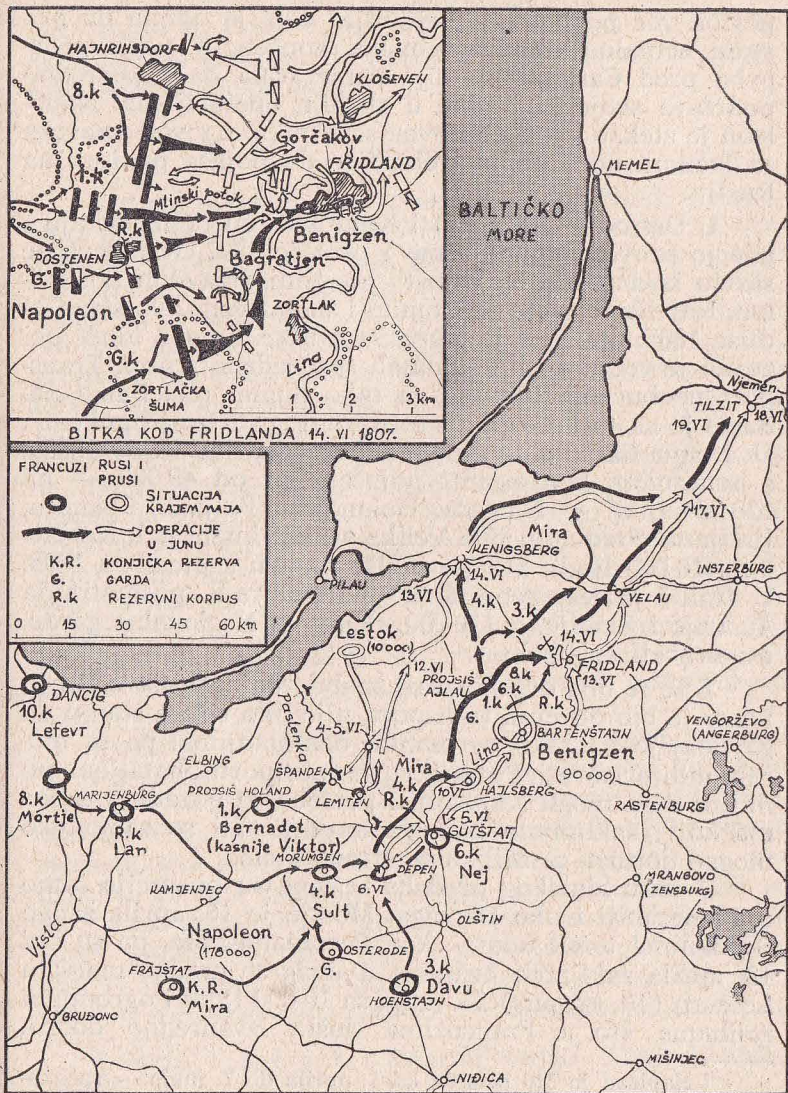 HAJNRIHSDORF
8.k
KLOŠENEN
Gorčakov
FRIDLAND
1.k
Mlinski potok
R.k
Benigzen
POSTENEN
G.
Bagratjen
Napoleon
ZORTLAK
G.k
Lina
ZORTLAČKA
ŠUMA
0 1 2 3 km
BITKA KOD FRIDLANDA 14. VI 1807.
FRANCUZI RUSI I
PRUSI
SITUACIJA
KRAJEM MAJA
OPERACIJE
U JUNU
K.R. KONJIČKA REZERVA
G. GARDA
R.k REZERVNI KORPUS
0 15 30 45 60 km
MEMEL
BALTIČKO
MORE
Njemen
TILZIT
19.VI
18.VI
17.VI
Mira
KENIGSBERG
14.VI
INSTERBURG
PILAU
13.VI
4.k
3.k
VELAU
Lestok
(10000)
14.VI
FRIDLAND
12.VI
PROJSIŠ
AJLAU
8.k
6.k
1.k
13.VI
R.k
G.
DANCIG
10.k
Lefevr
Paslenka
4-5.VI
Lina
BARTENŠTAJN
Benigzen
(90000)
VENGORŽEVO
(ANGERBURG)
ELBING
ŠPANDEN
Mira
4.k
R.k
10.VI
HAJLSBERG
8.k
Mortje
MARIJENBURG
PROJSIŠ HOLAND
LEMITEN
RASTENBURG
R.k
Lan
1.k
Bernadot
(kasnije Viktor)
5.VI
GUTŠTAT
6.k
Nej
MORUNGEN
DEPEN
4.k
Sult
6.VI
MRANGOVO
(ZENSBURG)
KAMJENJEC
OLŠTIN
Napoleon
(178000)
Visla
OSTERODE
G.
3.k
Davu
FRAJŠTAT
K.R.
Mira
HOENŠTAJN
GRUDONC
MIŠINJEC
NIĐICA